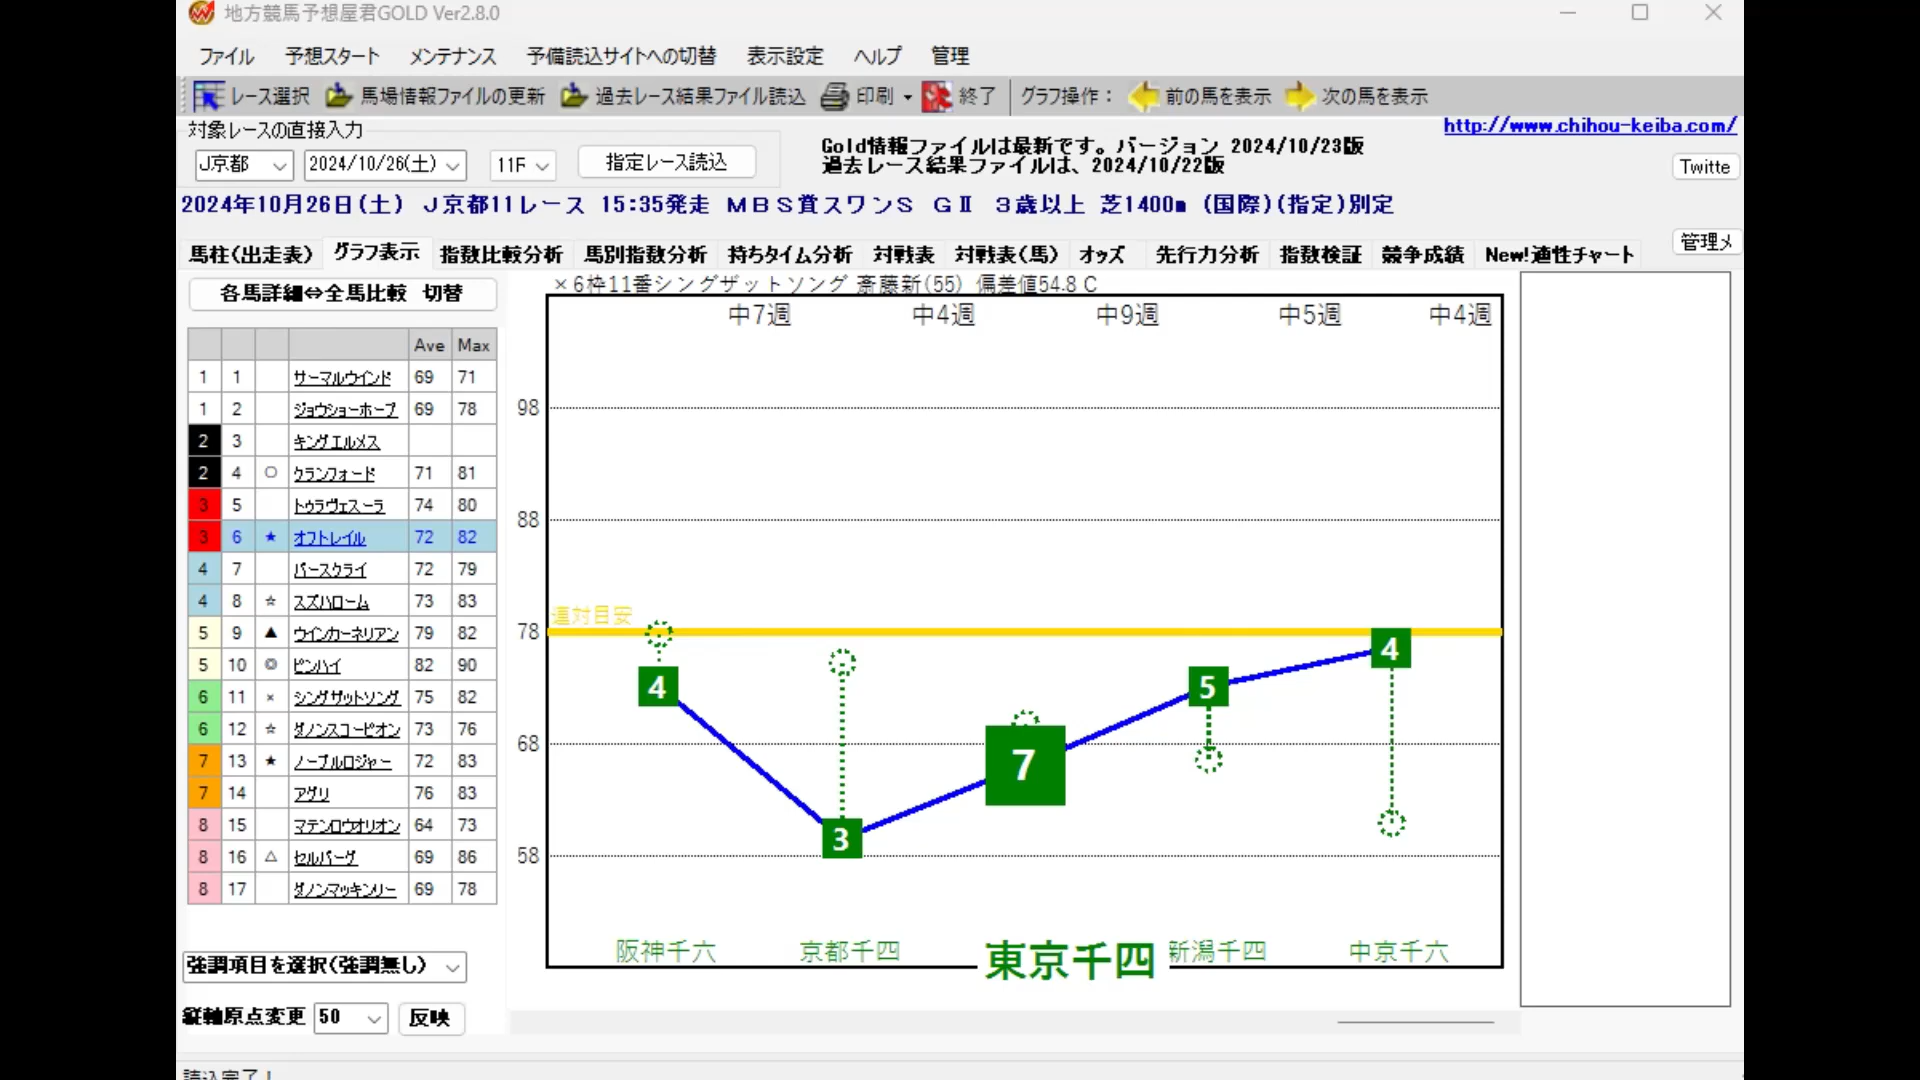 地方競馬予想屋君GOLD Ver2.8.0
ファイル 予想スタート メンテナンス 予備読込サイトへの切替 表示設定 ヘルプ 管理
レース選択 馬場情報ファイルの更新 過去レース結果ファイル読込 印刷 終了 グラフ操作： 前の馬を表示 次の馬を表示
対象レースの直接入力
http://www.chihou-keiba.com/
J京都 2024/10/26(土) 11F 指定レース読込
Gold情報ファイルは最新です。バージョン 2024/10/23版
過去レース結果ファイルは、2024/10/22版
Twitte
2024年10月26日(土) Ｊ京都11レース 15:35発走 ＭＢＳ賞スワンＳ ＧⅡ ３歳以上 芝1400m (国際)(指定)別定
管理メ
馬柱(出走表) グラフ表示 指数比較分析 馬別指数分析 持ちタイム分析 対戦表 対戦表(馬) オッズ 先行力分析 指数検証 競争成績 New!適性チャート
各馬詳細⇔全馬比較 切替
×6枠11番シングザットソング 斎藤新(55) 偏差値54.8 C
中7週 中4週 中9週 中5週 中4週
Ave Max
1 1 サーマルウインド 69 71
1 2 ジョウショーホープ 69 78
2 3 キングエルメス
2 4 ○ クランフォード 71 81
3 5 トゥラヴェスーラ 74 80
3 6 ★ オフトレイル 72 82
4 7 バースクライ 72 79
4 8 ☆ スズハローム 73 83
5 9 ▲ ウインカーネリアン 79 82
5 10 ◎ ピンハイ 82 90
6 11 × シングザットソング 75 82
6 12 ☆ ダノンスコーピオン 73 76
7 13 ★ ノーブルロジャー 72 83
7 14 アグリ 76 83
8 15 マテンロウオリオン 64 73
8 16 △ セルバーグ 69 86
8 17 ダノンマッキンリー 69 78
98
88
連対目安
78
68
58
4 3 7 5 4
阪神千六 京都千四 東京千四 新潟千四 中京千六
強調項目を選択(強調無し)
縦軸原点変更 50 反映
読込完了！